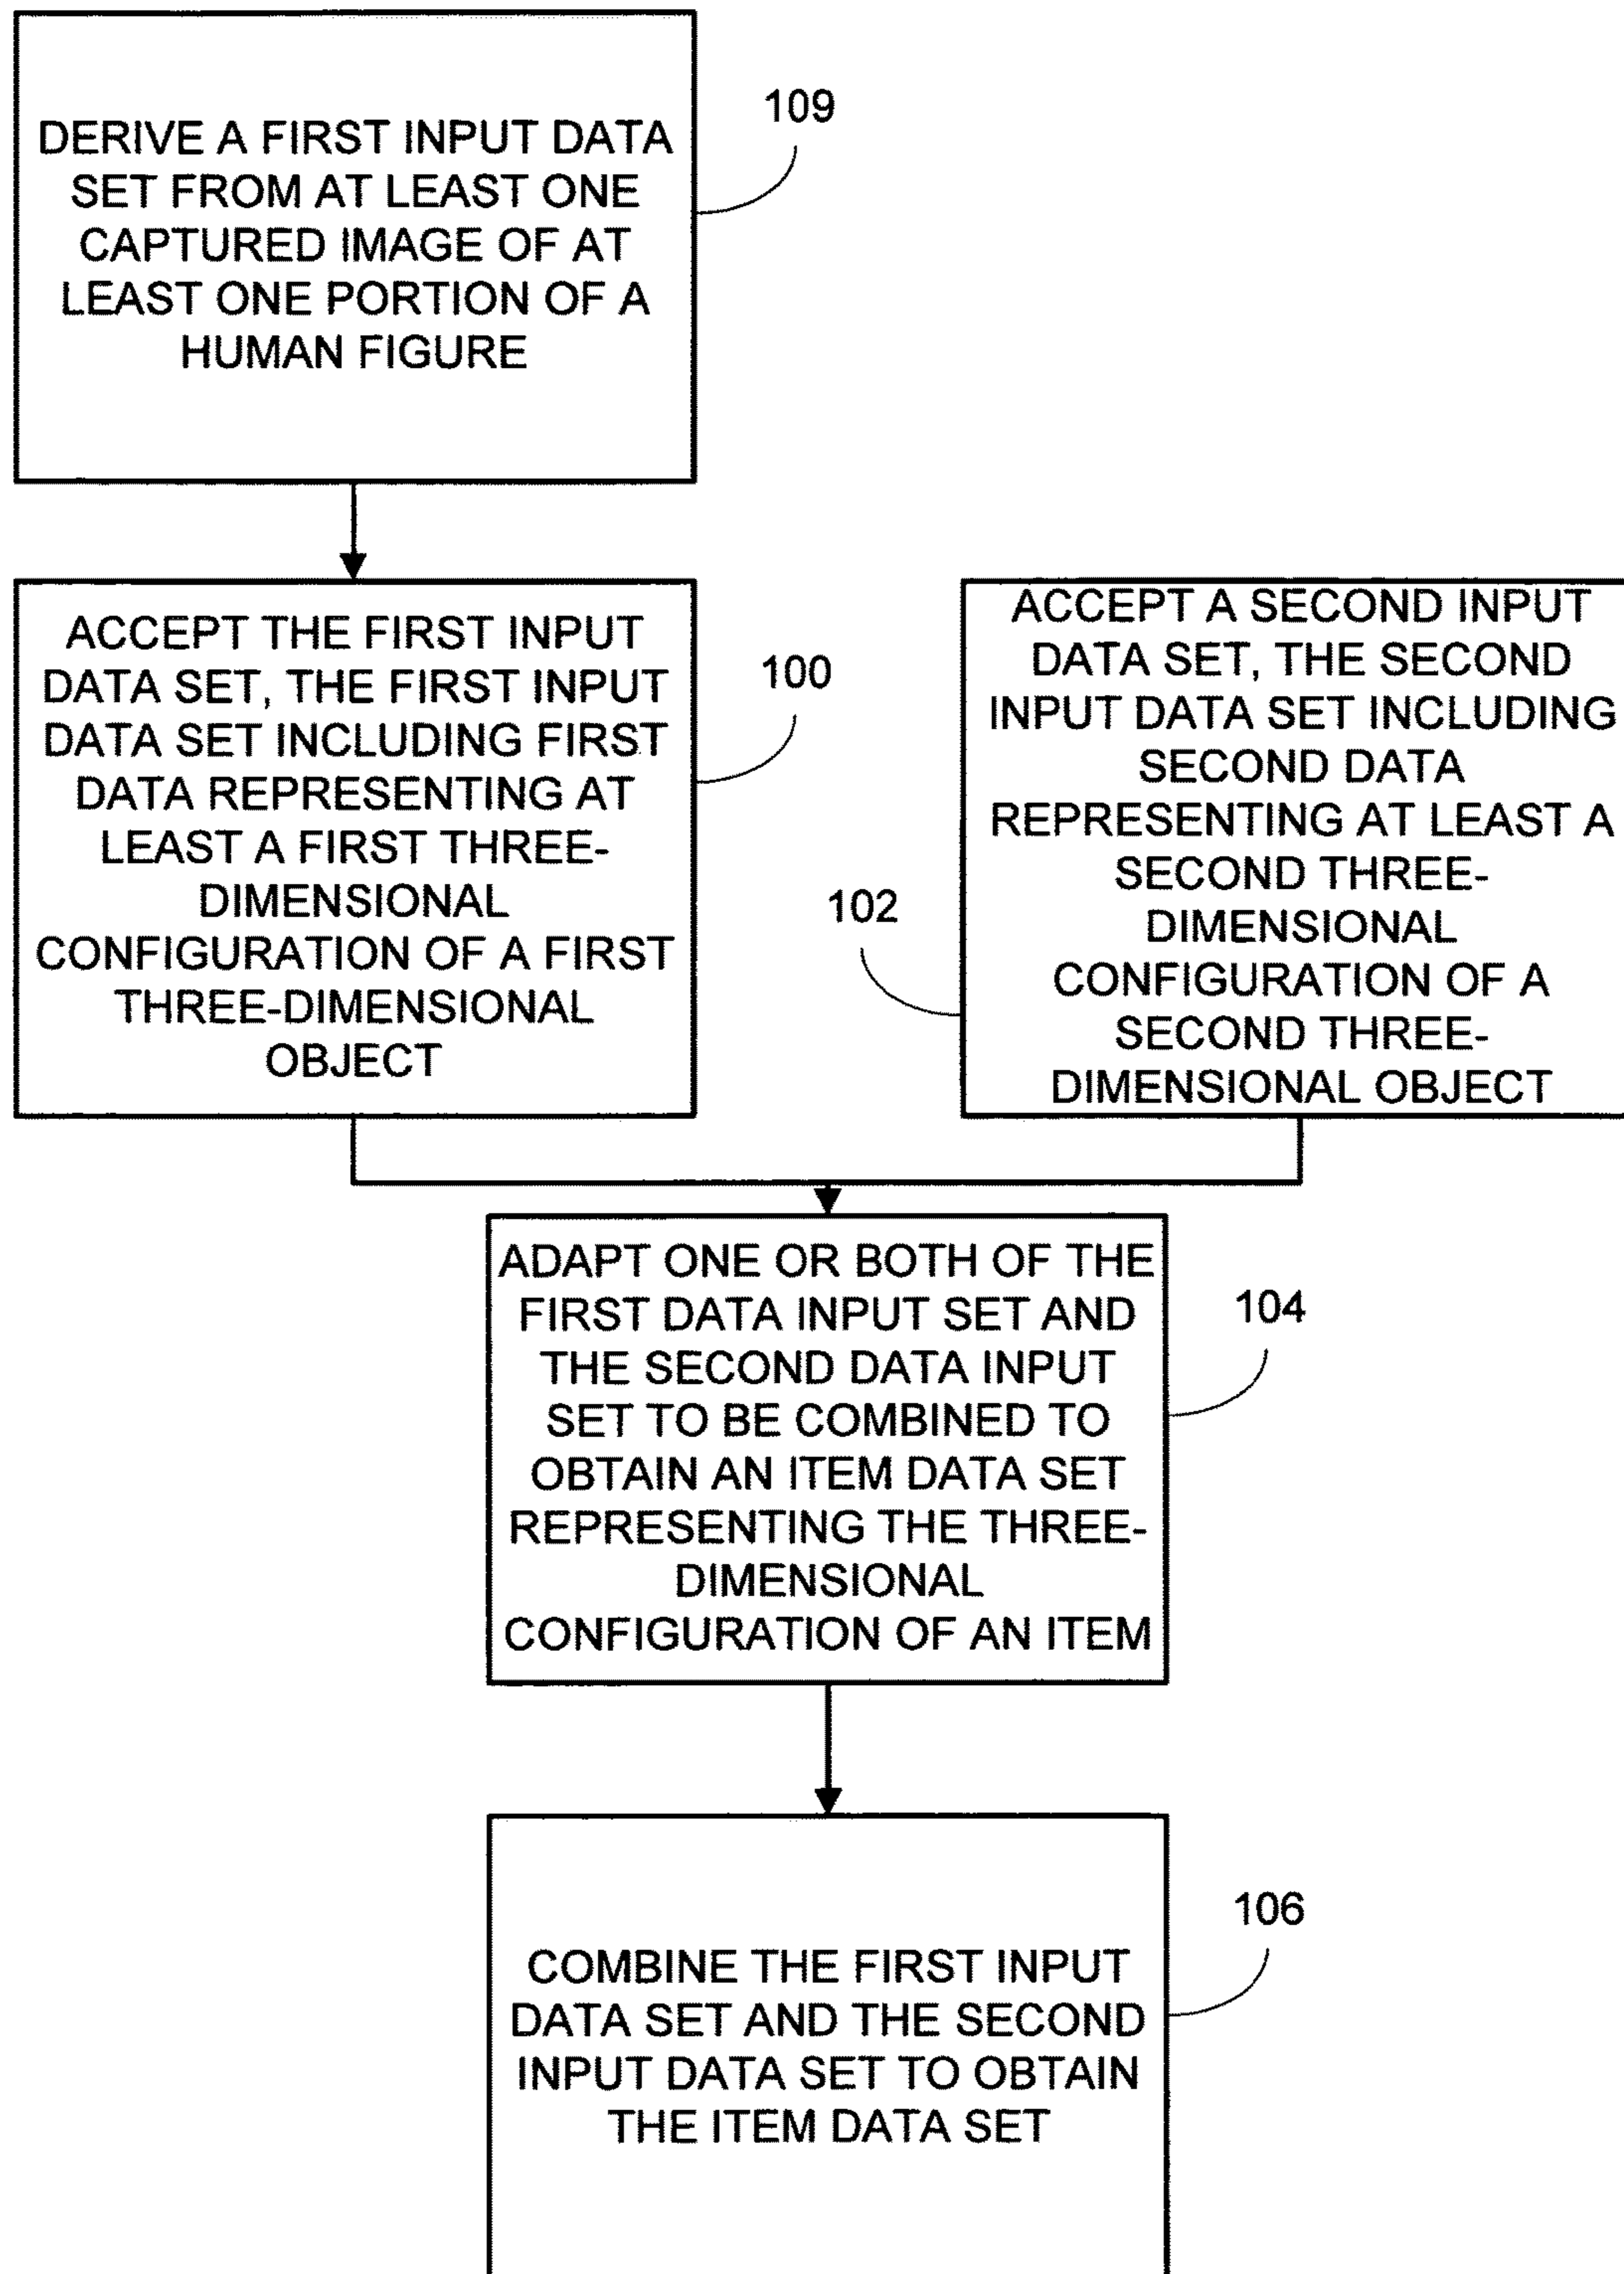 DERIVE A FIRST INPUT DATA
SET FROM AT LEAST ONE
CAPTURED IMAGE OF AT
LEAST ONE PORTION OF A
HUMAN FIGURE
109
ACCEPT THE FIRST INPUT
DATA SET, THE FIRST INPUT
DATA SET INCLUDING FIRST
DATA REPRESENTING AT
LEAST A FIRST THREE-
DIMENSIONAL
CONFIGURATION OF A FIRST
THREE-DIMENSIONAL
OBJECT
100
ACCEPT A SECOND INPUT
DATA SET, THE SECOND
INPUT DATA SET INCLUDING
SECOND DATA
REPRESENTING AT LEAST A
SECOND THREE-
DIMENSIONAL
CONFIGURATION OF A
SECOND THREE-
DIMENSIONAL OBJECT
102
ADAPT ONE OR BOTH OF THE
FIRST DATA INPUT SET AND
THE SECOND DATA INPUT
SET TO BE COMBINED TO
OBTAIN AN ITEM DATA SET
REPRESENTING THE THREE-
DIMENSIONAL
CONFIGURATION OF AN ITEM
104
COMBINE THE FIRST INPUT
DATA SET AND THE SECOND
INPUT DATA SET TO OBTAIN
THE ITEM DATA SET
106